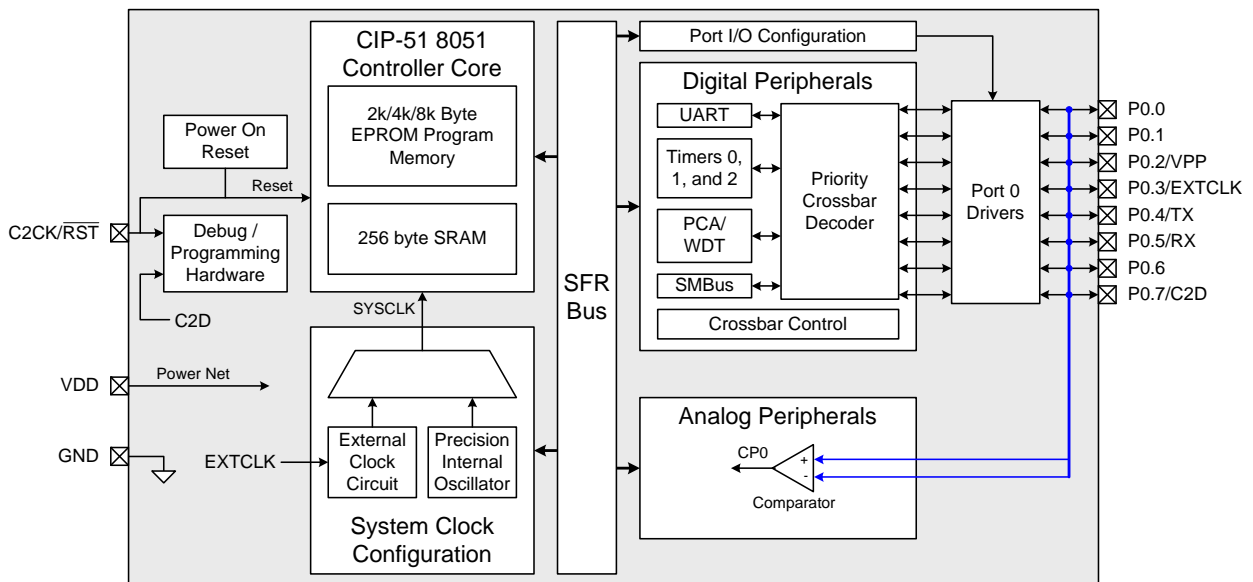 CIP-51 8051
Controller Core
2k/4k/8k Byte
EPROM Program
Memory
256 byte SRAM
Power On
Reset
Reset
C2CK/RST
Debug /
Programming
Hardware
C2D
SYSCLK
VDD
Power Net
GND
EXTCLK
External
Clock
Circuit
Precision
Internal
Oscillator
System Clock
Configuration
SFR
Bus
Port I/O Configuration
Digital Peripherals
UART
Timers 0,
1, and 2
PCA/
WDT
SMBus
Priority
Crossbar
Decoder
Crossbar Control
Port 0
Drivers
P0.0
P0.1
P0.2/VPP
P0.3/EXTCLK
P0.4/TX
P0.5/RX
P0.6
P0.7/C2D
Analog Peripherals
CP0
+
-
Comparator